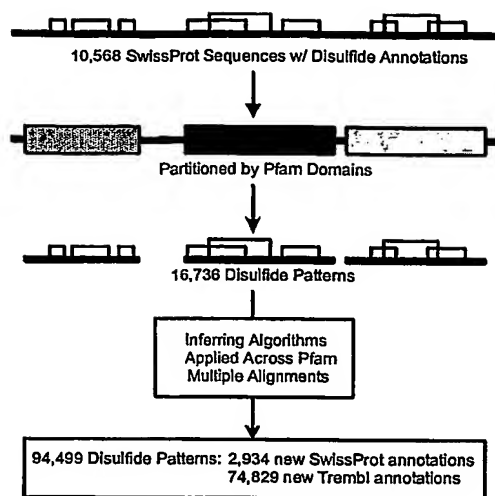 10,568 SwissProt Sequences w/ Disulfide Annotations
Partitioned by Pfam Domains
16,736 Disulfide Patterns
Inferring Algorithms
Applied Across Pfam
Multiple Alignments
94,499 Disulfide Patterns: 2,934 new SwissProt annotations
74,829 new Trembl annotations